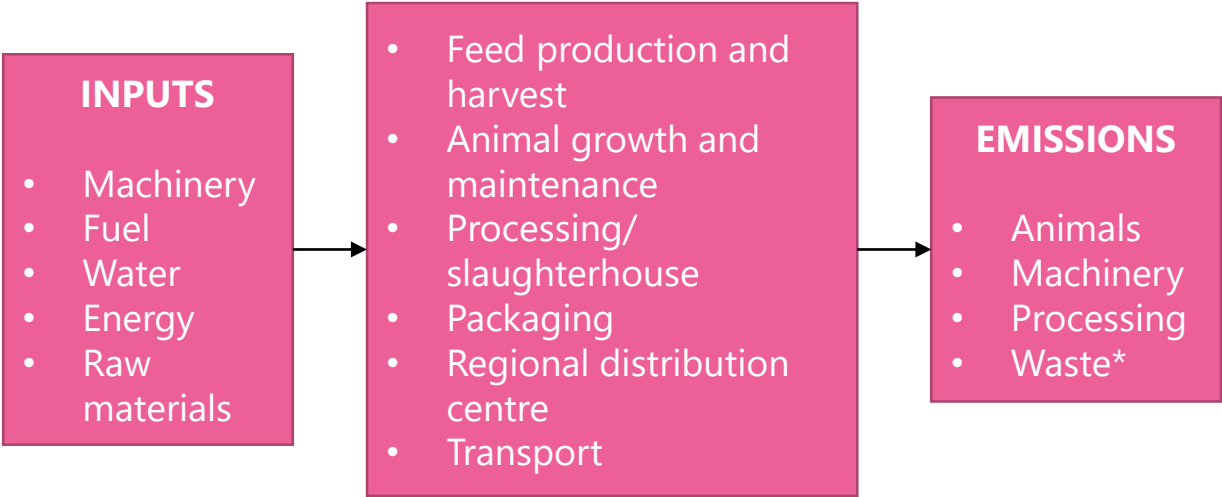 INPUTS
• Machinery
• Fuel
• Water
• Energy
• Raw
materials
• Feed production and
harvest
• Animal growth and
maintenance
• Processing/
slaughterhouse
• Packaging
• Regional distribution
centre
• Transport
EMISSIONS
• Animals
• Machinery
• Processing
• Waste*